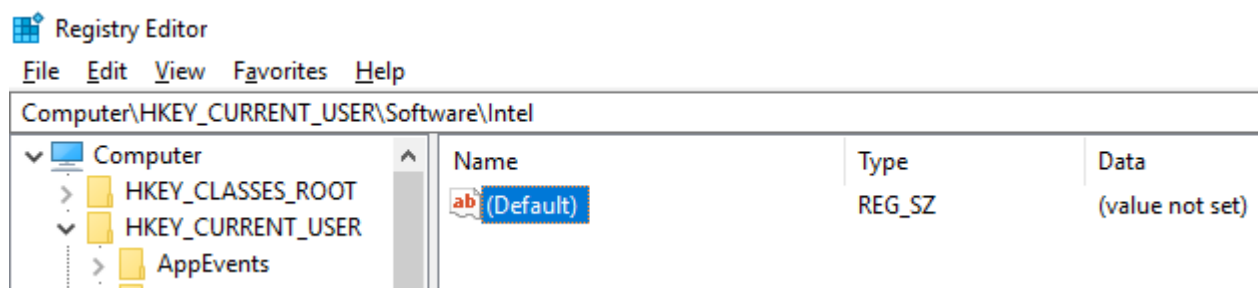 Registry Editor
File Edit View Favorites Help
Computer\HKEY_CURRENT_USER\Software\Intel
Computer
HKEY_CLASSES_ROOT
HKEY_CURRENT_USER
AppEvents
Name Type Data
ab (Default) REG_SZ (value not set)